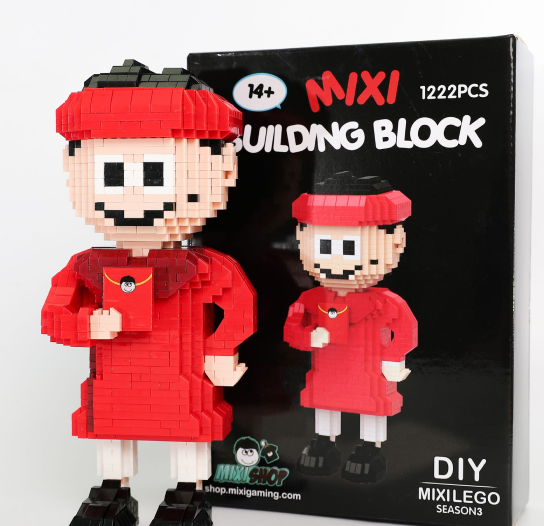 14+
MIXI
1222PCS
BUILDING BLOCK
MIXISHOP
shop.mixigaming.com
DIY
MIXILEGO
SEASON3